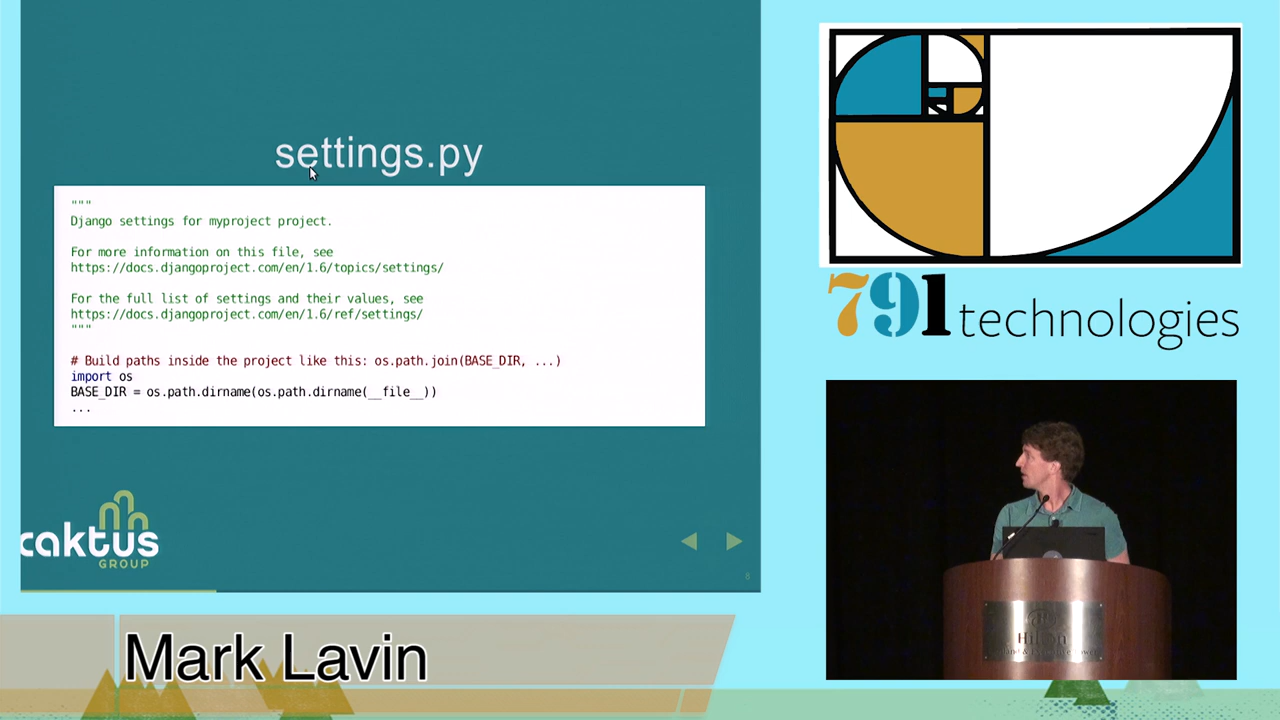 settings.py
"""
Django settings for myproject project.
For more information on this file, see
https://docs.djangoproject.com/en/1.6/topics/settings/
For the full list of settings and their values, see
https://docs.djangoproject.com/en/1.6/ref/settings/
"""
# Build paths inside the project like this: os.path.join(BASE_DIR, ...)
import os
BASE_DIR = os.path.dirname(os.path.dirname(__file__))
...
caktus
GROUP
8
791 technologies
Hilton
Mark Lavin